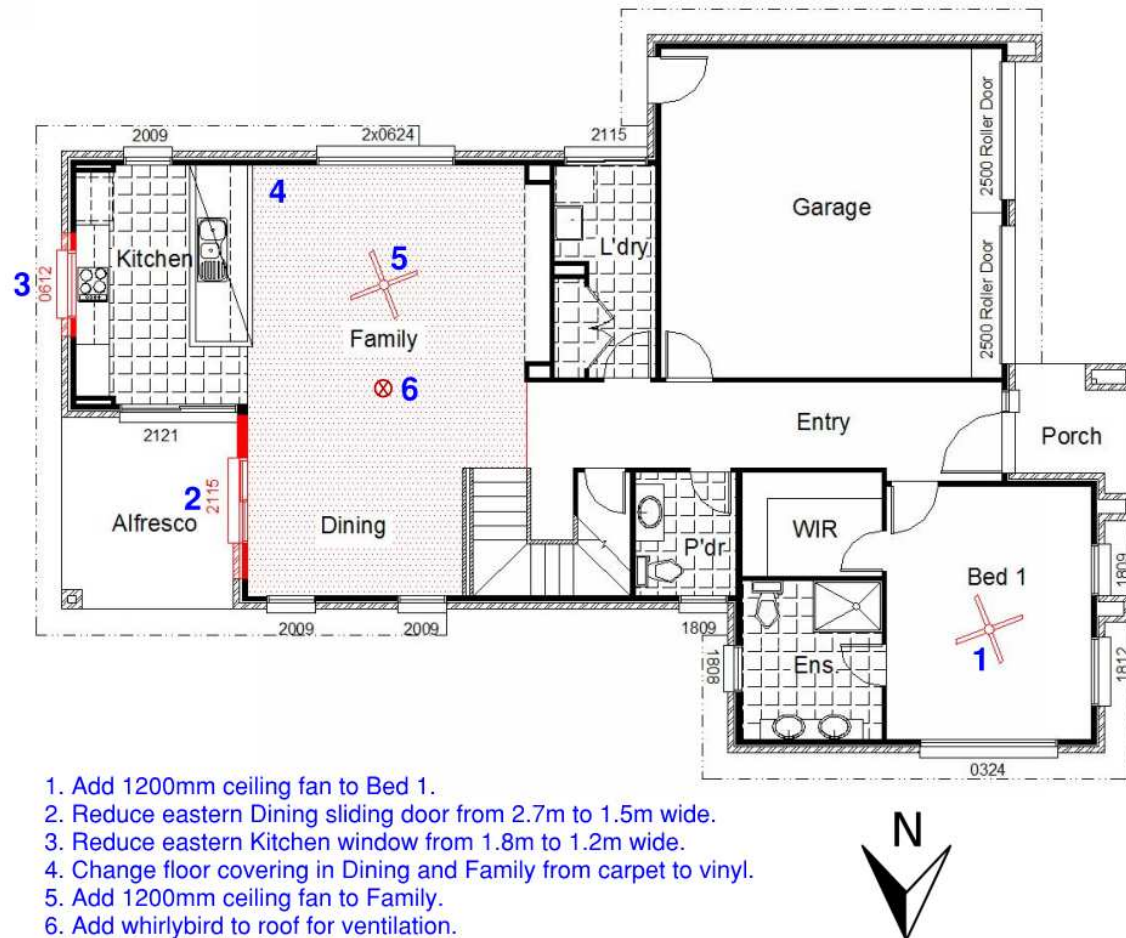 2009
2x0624
2115
2500 Roller Door
Garage
4
Kitchen
L'dry
5
3
0612
2500 Roller Door
Family
6
Entry
Porch
2121
2
2115
Alfresco
Dining
P'dr
WIR
Bed 1
1809
2009
2009
1809
1808
Ens.
1
1812
0324
1. Add 1200mm ceiling fan to Bed 1.
2. Reduce eastern Dining sliding door from 2.7m to 1.5m wide.
3. Reduce eastern Kitchen window from 1.8m to 1.2m wide.
4. Change floor covering in Dining and Family from carpet to vinyl.
5. Add 1200mm ceiling fan to Family.
6. Add whirlybird to roof for ventilation.
N